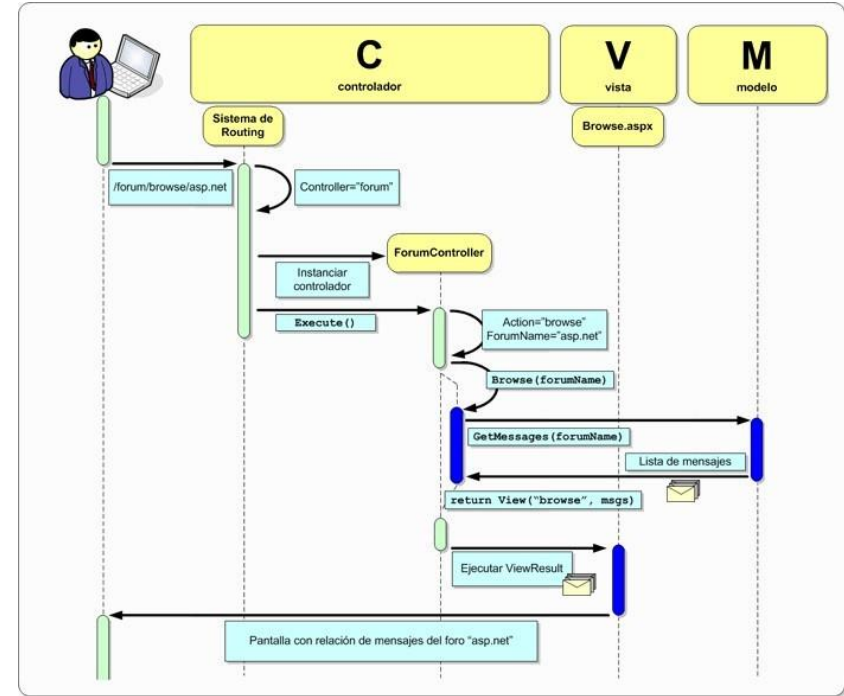 C
controlador
V
vista
M
modelo
Sistema de
Routing
Browse.aspx
/forum/browse/asp.net
Controller="forum"
ForumController
Instanciar
controlador
Execute()
Action="browse"
ForumName="asp.net"
Browse(forumName)
GetMessages(forumName)
Lista de mensajes
return View("browse", msgs)
Ejecutar ViewResult
Pantalla con relación de mensajes del foro "asp.net"